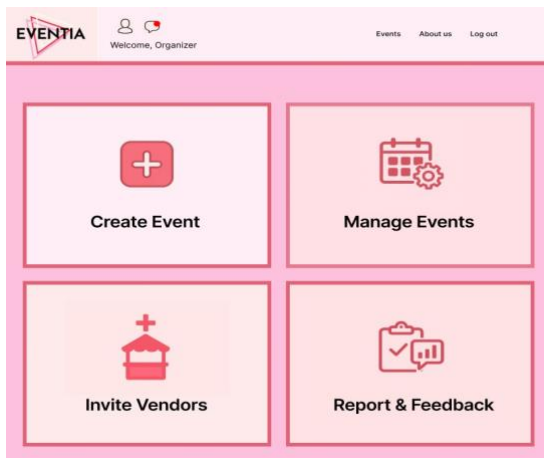 EVENTIA
Welcome, Organizer
Events About us Log out
Create Event
Manage Events
Invite Vendors
Report & Feedback